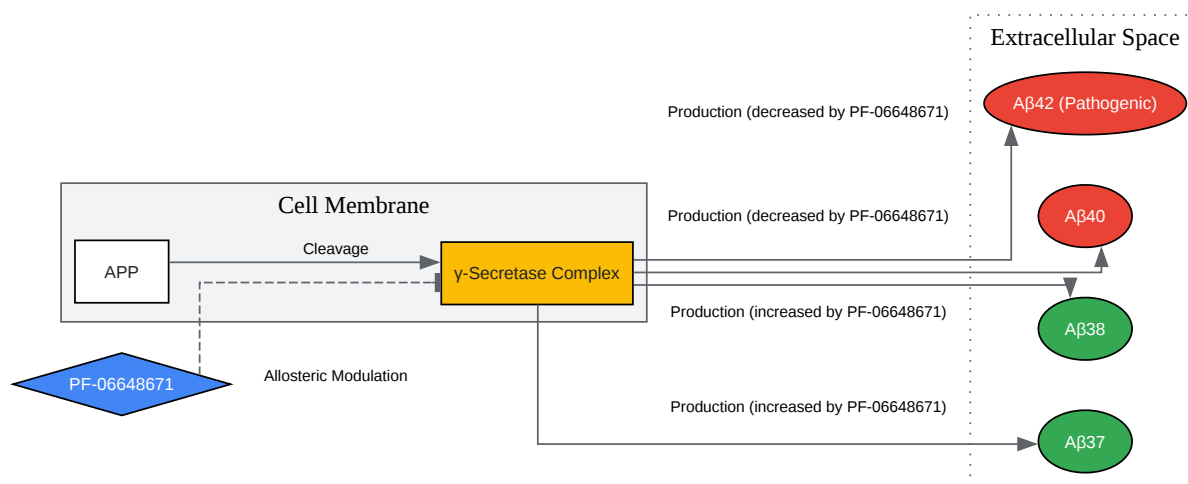 Extracellular Space
Aβ42 (Pathogenic)
Production (decreased by PF-06648671)
Cell Membrane
Production (decreased by PF-06648671)
Aβ40
Cleavage
APP
γ-Secretase Complex
Production (increased by PF-06648671)
Aβ38
PF-06648671
Allosteric Modulation
Production (increased by PF-06648671)
Aβ37